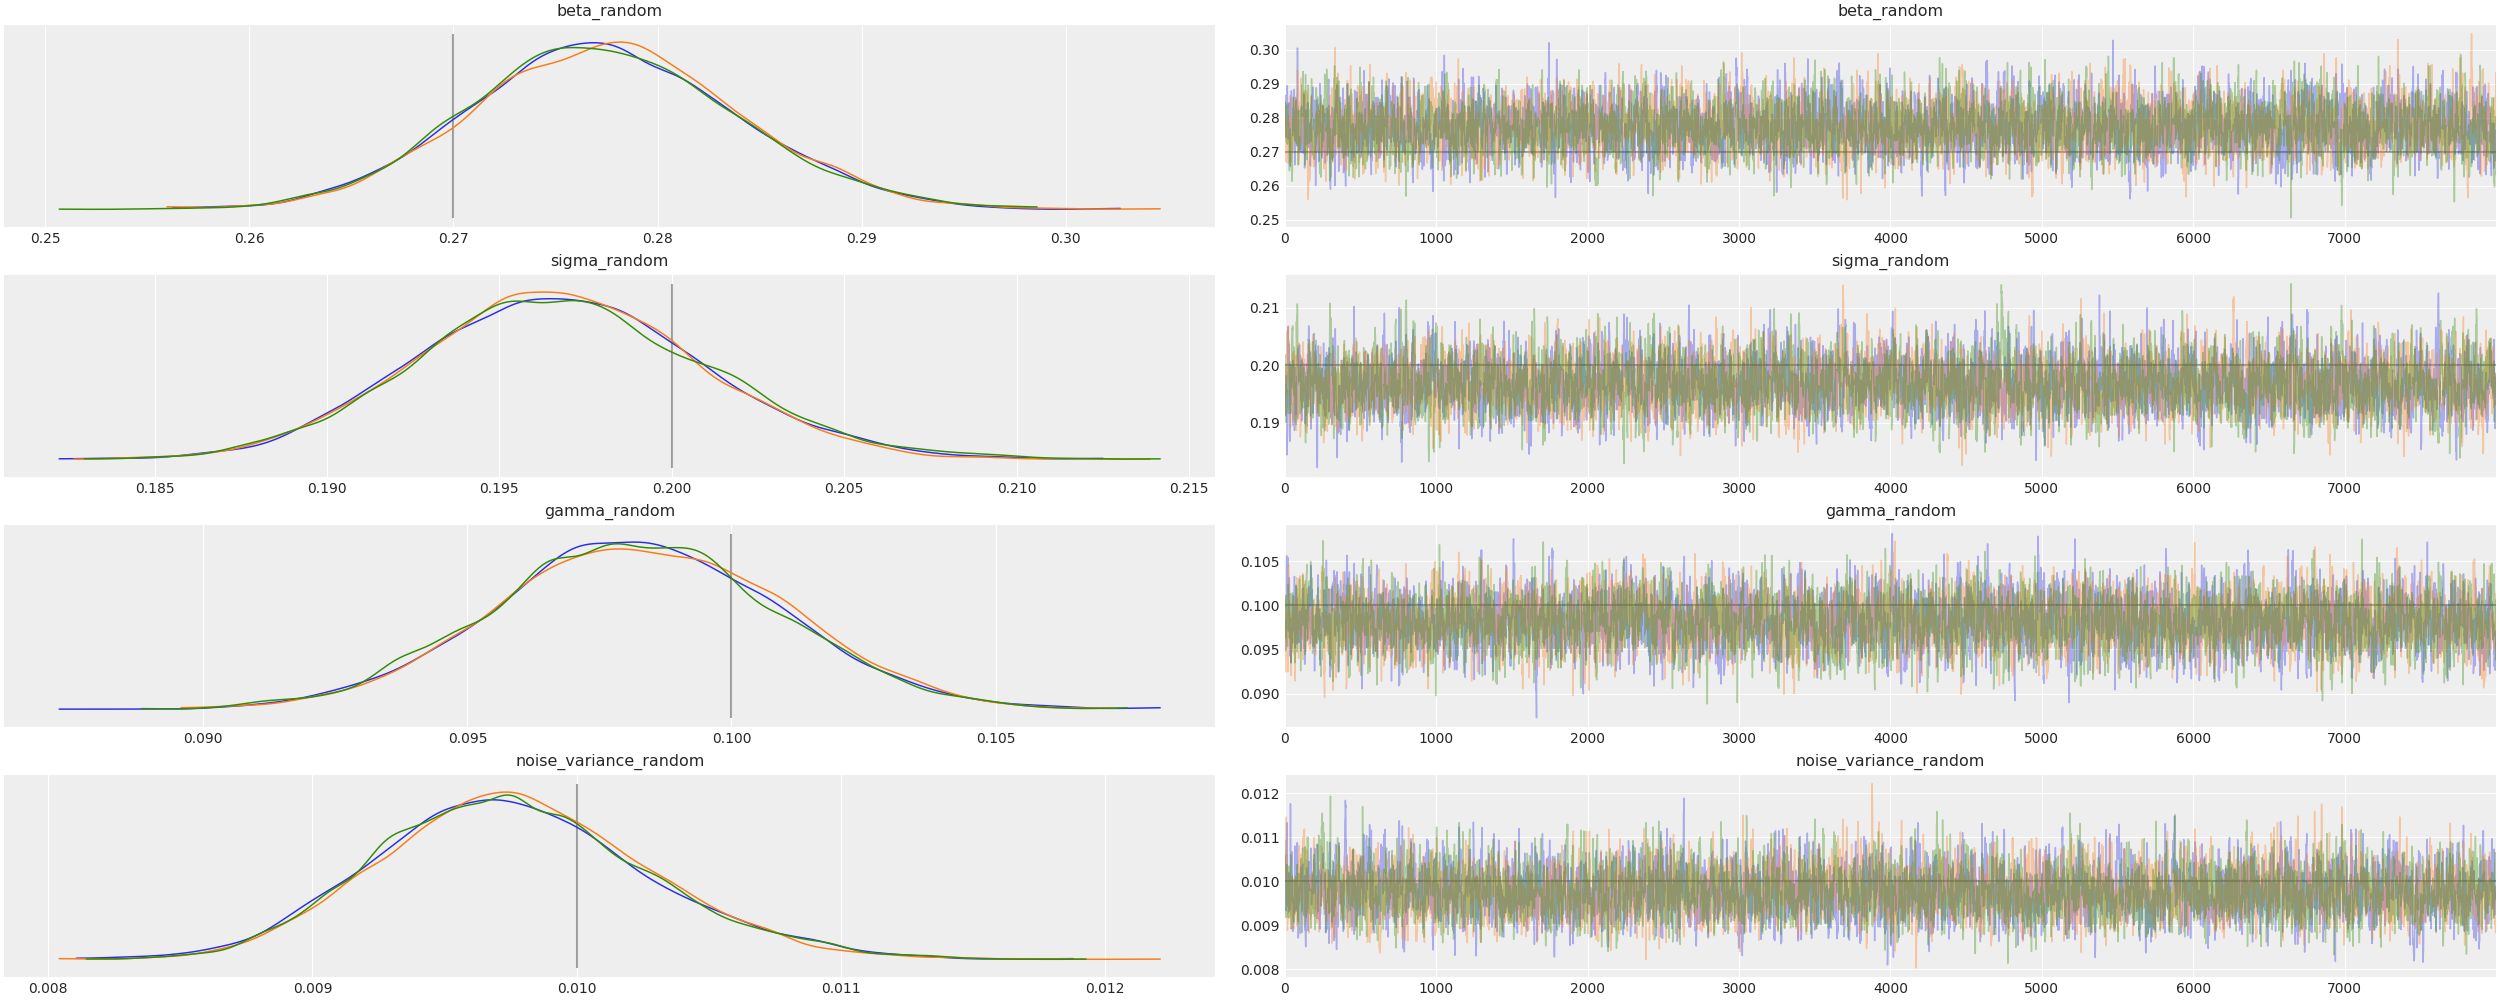 beta_random
beta_random
0.30
0.29
0.28
0.27
0.26
0.25
0.25 0.26 0.27 0.28 0.29 0.30
0 1000 2000 3000 4000 5000 6000 7000
sigma_random
sigma_random
0.21
0.20
0.19
0.185 0.190 0.195 0.200 0.205 0.210 0.215
0 1000 2000 3000 4000 5000 6000 7000
gamma_random
gamma_random
0.105
0.100
0.095
0.090
0.090 0.095 0.100 0.105
0 1000 2000 3000 4000 5000 6000 7000
noise_variance_random
noise_variance_random
0.012
0.011
0.010
0.009
0.008
0.008 0.009 0.010 0.011 0.012
0 1000 2000 3000 4000 5000 6000 7000